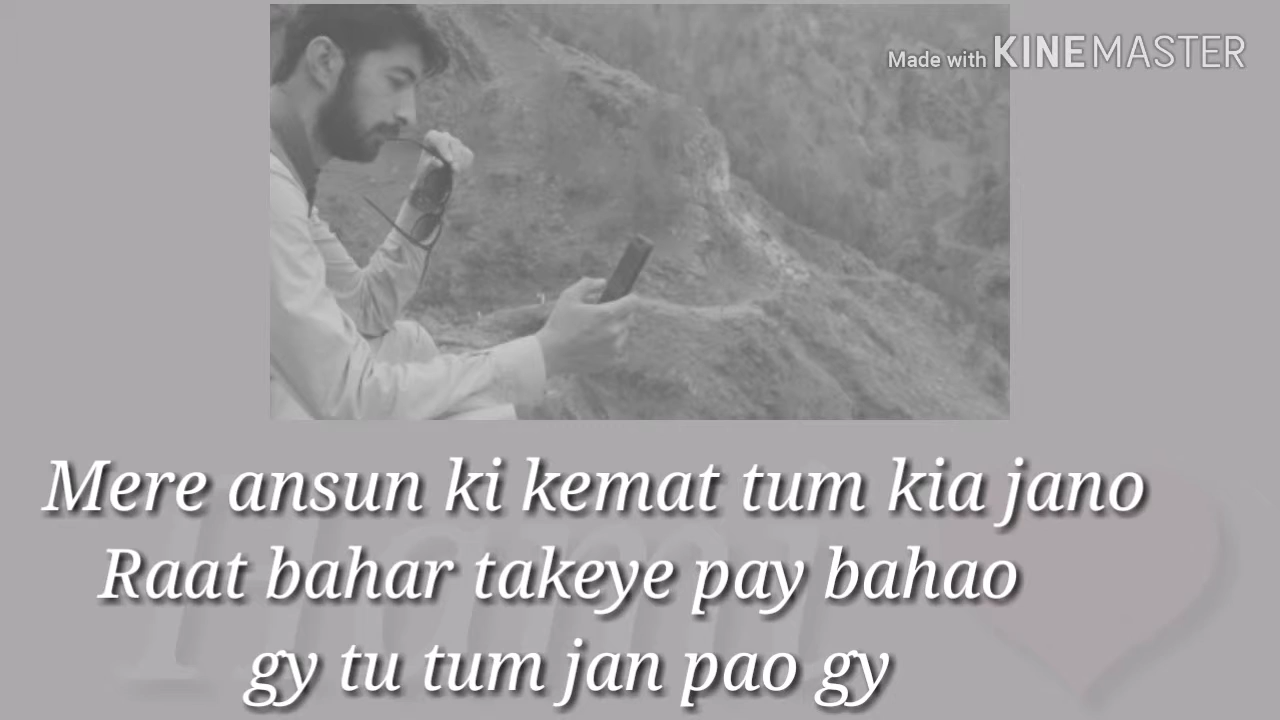 Made with KINEMASTER
Mere ansun ki kemat tum kia jano
Raat bahar takeye pay bahao
gy tu tum jan pao gy